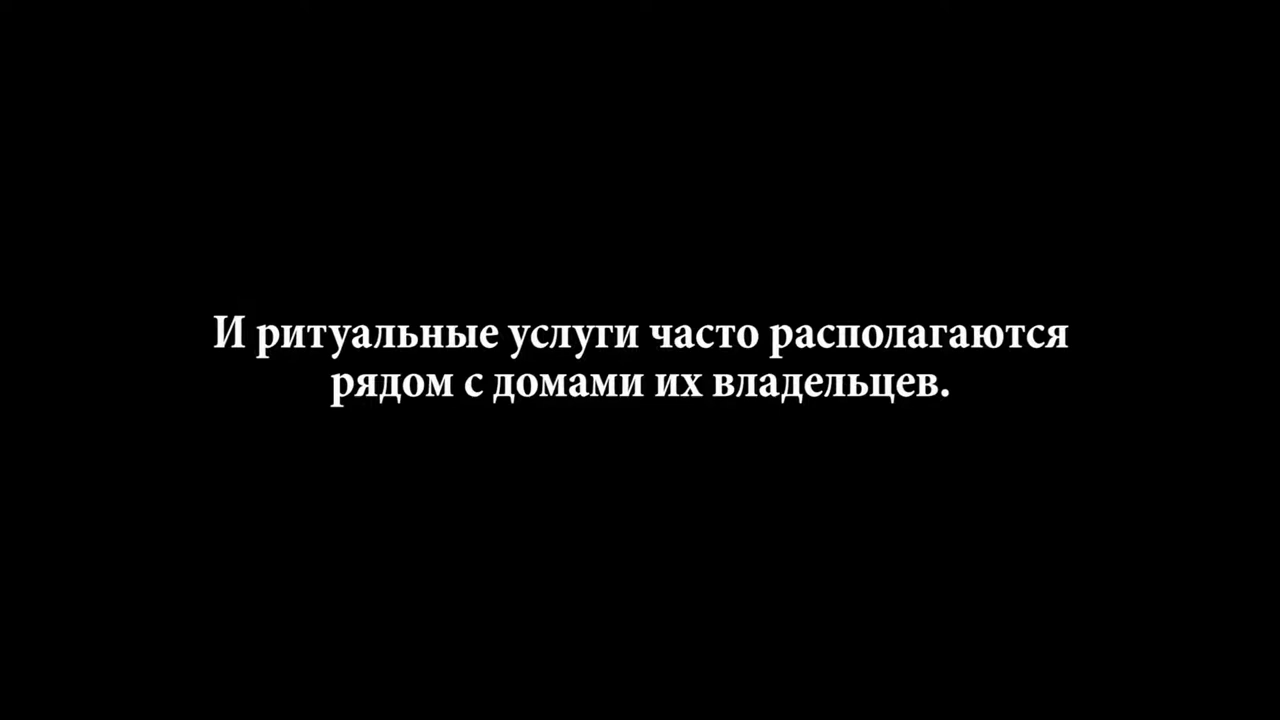 И ритуальные услуги часто располагаются
рядом с домами их владельцев.